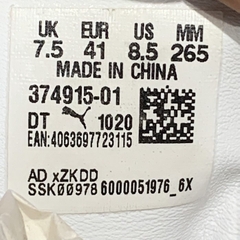 UK EUR US MM
7.5 41 8.5 265
MADE IN CHINA
374915-01
DT 1020
EAN:4063697723115
AD xZKDD
SSK00978 6000051976_6X